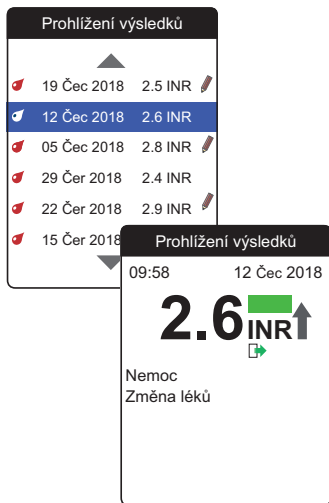 Prohlížení výsledků
19 Čec 2018 2.5 INR
12 Čec 2018 2.6 INR
05 Čec 2018 2.8 INR
29 Čer 2018 2.4 INR
22 Čer 2018 2.9 INR
15 Čer 2018
Prohlížení výsledků
09:58 12 Čec 2018
2.6 INR
Nemoc
Změna léků